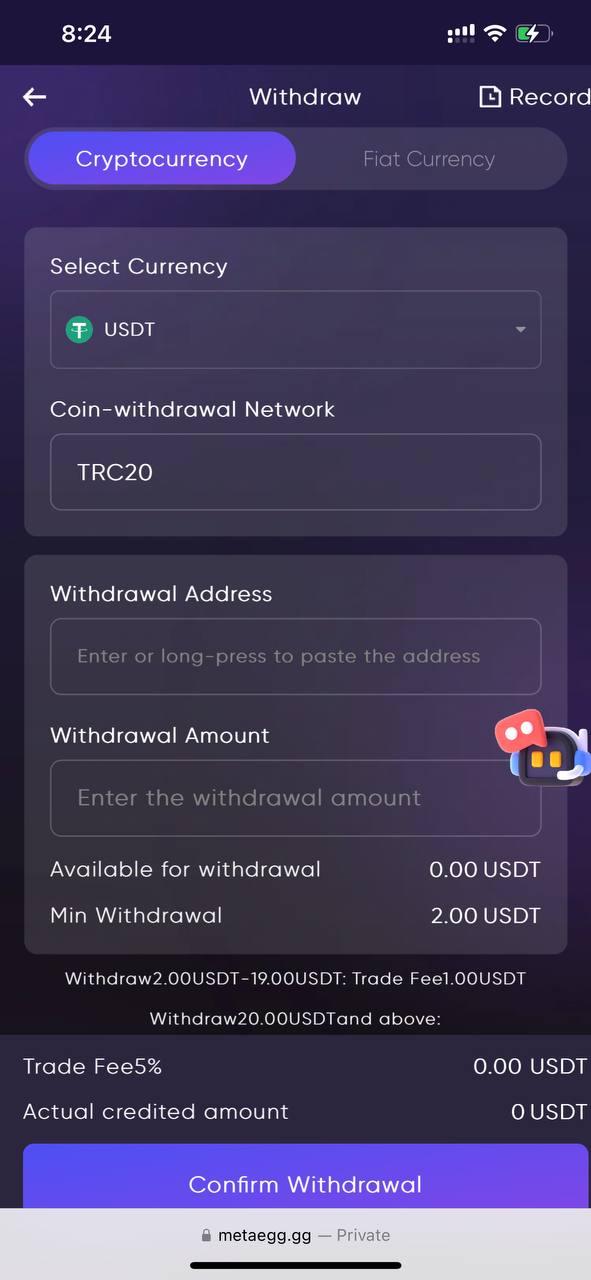 8:24
Withdraw
Record
Cryptocurrency
Fiat Currency
Select Currency
USDT
Coin-withdrawal Network
TRC20
Withdrawal Address
Enter or long-press to paste the address
Withdrawal Amount
Enter the withdrawal amount
Available for withdrawal 0.00 USDT
Min Withdrawal 2.00 USDT
Withdraw2.00USDT-19.00USDT: Trade Fee1.00USDT
Withdraw20.00USDTand above:
Trade Fee5% 0.00 USDT
Actual credited amount 0 USDT
Confirm Withdrawal
metaegg.gg — Private